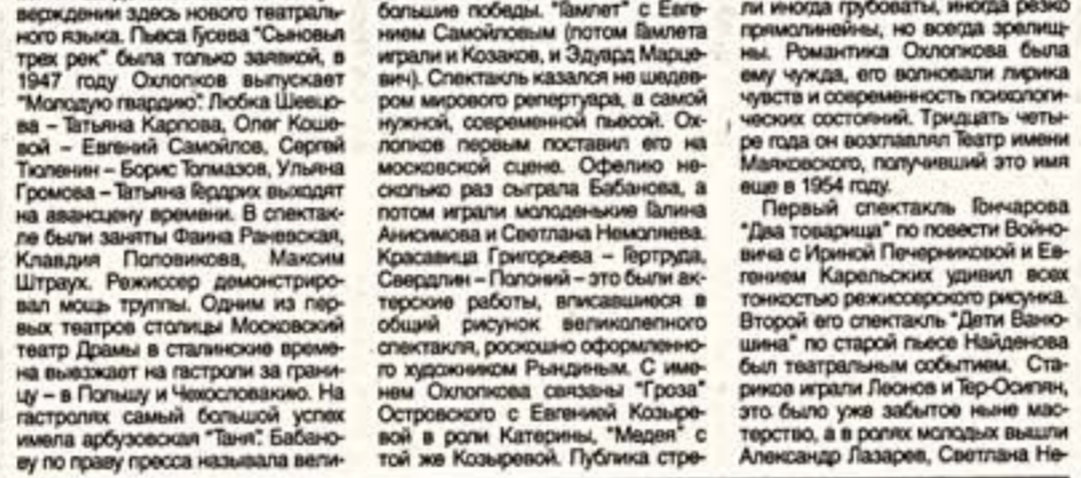 верждении здесь нового театраль-
ного языка. Пьеса Гусева "Сыновья
трех рек" была только заявкой, в
1947 году Охлопков выпускает
"Молодую гвардию". Любка Шевцо-
ва – Татьяна Карпова, Олег Коше-
вой – Евгений Самойлов, Сергей
Тюленин – Борис Толмазов, Ульяна
Громова – Татьяна Гердрих выходят
на авансцену времени. В спектак-
ле были заняты Фаина Раневская,
Клавдия Половикова, Максим
Штраух. Режиссер демонстриро-
вал мощь труппы. Одним из пер-
вых театров столицы Московский
театр Драмы в сталинские време-
на выезжает на гастроли за грани-
цу – в Польшу и Чехословакию. На
гастролях самый большой успех
имела арбузовская "Таня". Бабано-
ву по праву пресса называла вели-
большие победы. "Гамлет" с Евге-
нием Самойловым (потом Гамлета
играли и Козаков, и Эдуард Марце-
вич). Спектакль казался не шедев-
ром мирового репертуара, а самой
нужной, современной пьесой. Ох-
лопков первым поставил его на
московской сцене. Офелию не-
сколько раз сыграла Бабанова, а
потом играли молоденькие Галина
Анисимова и Светлана Немоляева.
Красавица Григорьева – Гертруда,
Свердлин – Полоний – это были ак-
терские работы, вписавшиеся в
общий рисунок великолепного
спектакля, роскошно оформленно-
го художником Рындиным. С име-
нем Охлопкова связаны "Гроза"
Островского с Евгенией Козыре-
вой в роли Катерины, "Медея" с
той же Козыревой. Публика стре-
ли иногда грубоваты, иногда резко
прямолинейны, но всегда зрелищ-
ны. Романтика Охлопкова была
ему чужда, его волновали лирика
чувств и современность психологи-
ческих состояний. Тридцать четы-
ре года он возглавлял Театр имени
Маяковского, получивший это имя
еще в 1954 году.
Первый спектакль Гончарова
"Два товарища" по повести Войно-
вича с Ириной Печерниковой и Ев-
гением Карельских удивил всех
тонкостью режиссерского рисунка.
Второй его спектакль "Дети Ваню-
шина" по старой пьесе Найденова
был театральным событием. Ста-
риков играли Леонов и Тер-Осипян,
это было уже забытое ныне мас-
терство, а в ролях молодых вышли
Александр Лазарев, Светлана Не-